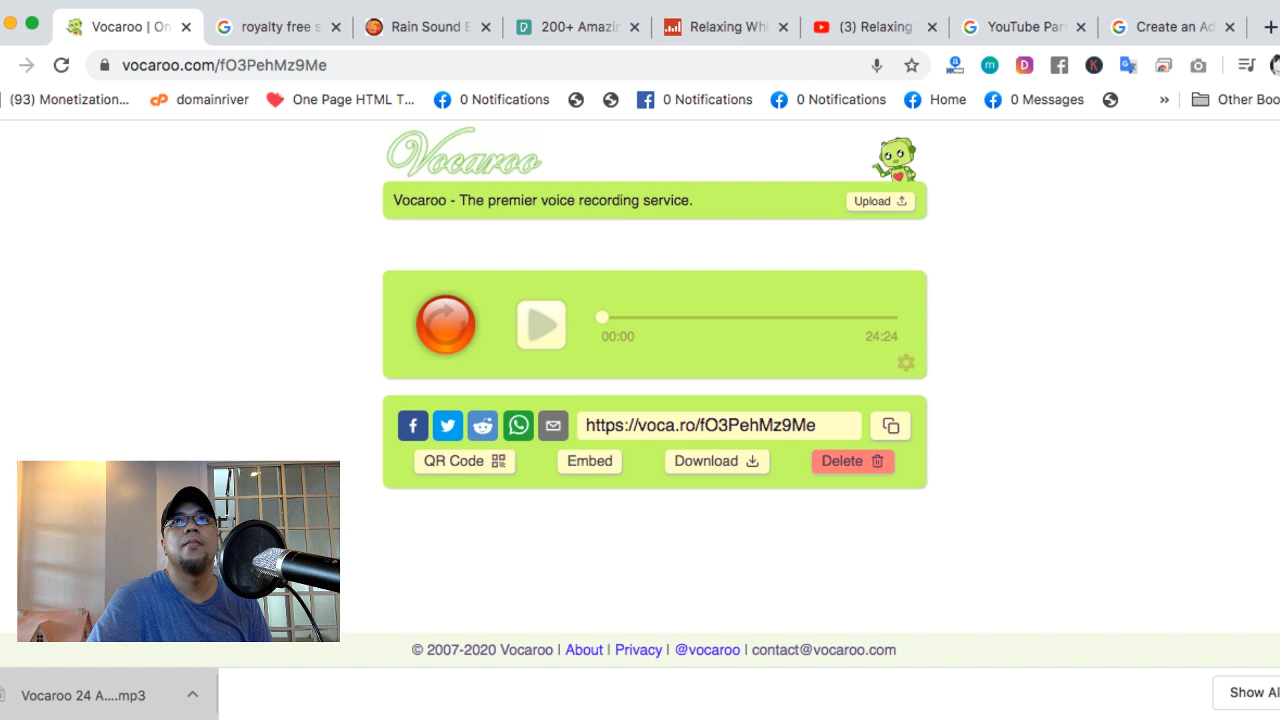 Vocaroo | On
royalty free s
Rain Sound E
200+ Amazin
Relaxing Whi
(3) Relaxing
YouTube Part
Create an Ad
vocaroo.com/fO3PehMz9Me
(93) Monetization...
domainriver
One Page HTML T...
0 Notifications
0 Notifications
0 Notifications
Home
0 Messages
»
Other Boo
Vocaroo
Vocaroo - The premier voice recording service.
Upload
00:00
24:24
https://voca.ro/fO3PehMz9Me
QR Code
Embed
Download
Delete
© 2007-2020 Vocaroo | About | Privacy | @vocaroo | contact@vocaroo.com
Vocaroo 24 A....mp3
Show Al